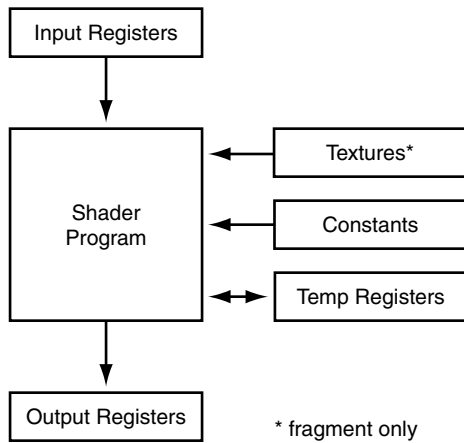 Input Registers
Textures*
Shader
Program
Constants
Temp Registers
Output Registers
* fragment only